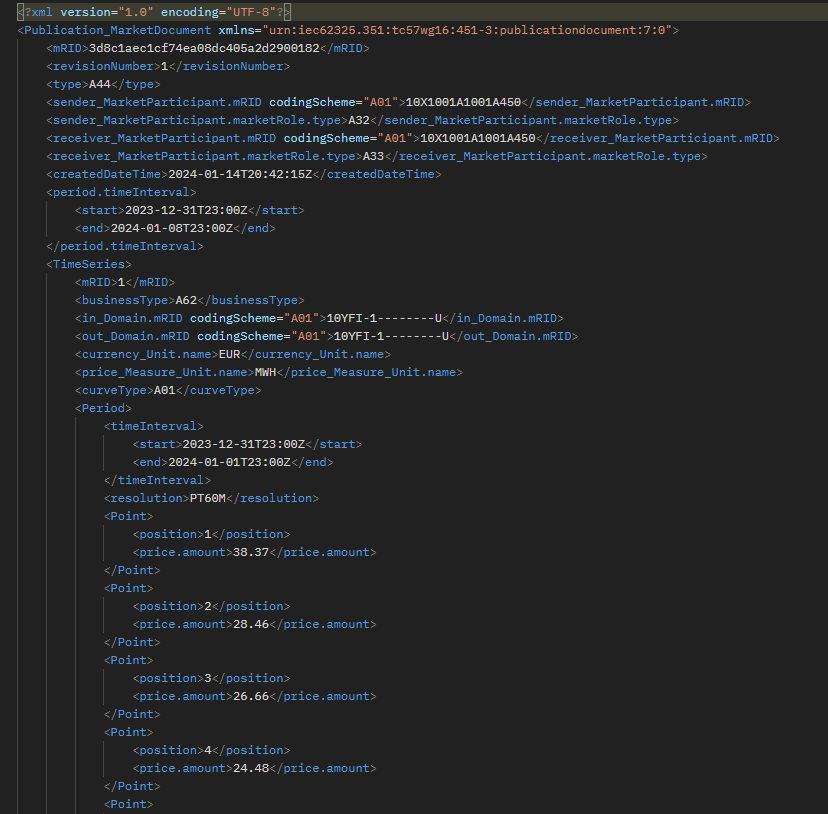 <?xml version="1.0" encoding="UTF-8"?>
<Publication_MarketDocument xmlns="urn:iec62325.351:tc57wg16:451-3:publicationdocument:7:0">
<mRID>3d8c1aec1cf74ea08dc405a2d2900182</mRID>
<revisionNumber>1</revisionNumber>
<type>A44</type>
<sender_MarketParticipant.mRID codingScheme="A01">10X1001A1001A450</sender_MarketParticipant.mRID>
<sender_MarketParticipant.marketRole.type>A32</sender_MarketParticipant.marketRole.type>
<receiver_MarketParticipant.mRID codingScheme="A01">10X1001A1001A450</receiver_MarketParticipant.mRID>
<receiver_MarketParticipant.marketRole.type>A33</receiver_MarketParticipant.marketRole.type>
<createdDateTime>2024-01-14T20:42:15Z</createdDateTime>
<period.timeInterval>
<start>2023-12-31T23:00Z</start>
<end>2024-01-08T23:00Z</end>
</period.timeInterval>
<TimeSeries>
<mRID>1</mRID>
<businessType>A62</businessType>
<in_Domain.mRID codingScheme="A01">10YFI-1--------U</in_Domain.mRID>
<out_Domain.mRID codingScheme="A01">10YFI-1--------U</out_Domain.mRID>
<currency_Unit.name>EUR</currency_Unit.name>
<price_Measure_Unit.name>MWH</price_Measure_Unit.name>
<curveType>A01</curveType>
<Period>
<timeInterval>
<start>2023-12-31T23:00Z</start>
<end>2024-01-01T23:00Z</end>
</timeInterval>
<resolution>PT60M</resolution>
<Point>
<position>1</position>
<price.amount>38.37</price.amount>
</Point>
<Point>
<position>2</position>
<price.amount>28.46</price.amount>
</Point>
<Point>
<position>3</position>
<price.amount>26.66</price.amount>
</Point>
<Point>
<position>4</position>
<price.amount>24.48</price.amount>
</Point>
<Point>